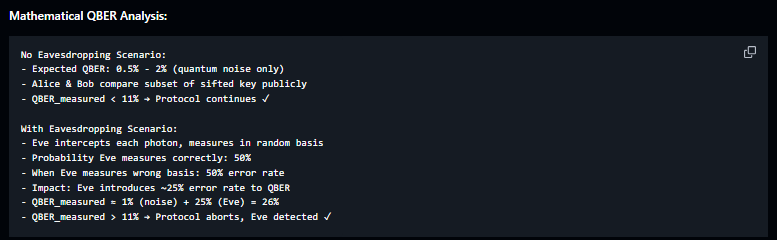 Mathematical QBER Analysis:
No Eavesdropping Scenario:
- Expected QBER: 0.5% - 2% (quantum noise only)
- Alice & Bob compare subset of sifted key publicly
- QBER_measured < 11% → Protocol continues ✓
With Eavesdropping Scenario:
- Eve intercepts each photon, measures in random basis
- Probability Eve measures correctly: 50%
- When Eve measures wrong basis: 50% error rate
- Impact: Eve introduces ~25% error rate to QBER
- QBER_measured = 1% (noise) + 25% (Eve) = 26%
- QBER_measured > 11% → Protocol aborts, Eve detected ✓